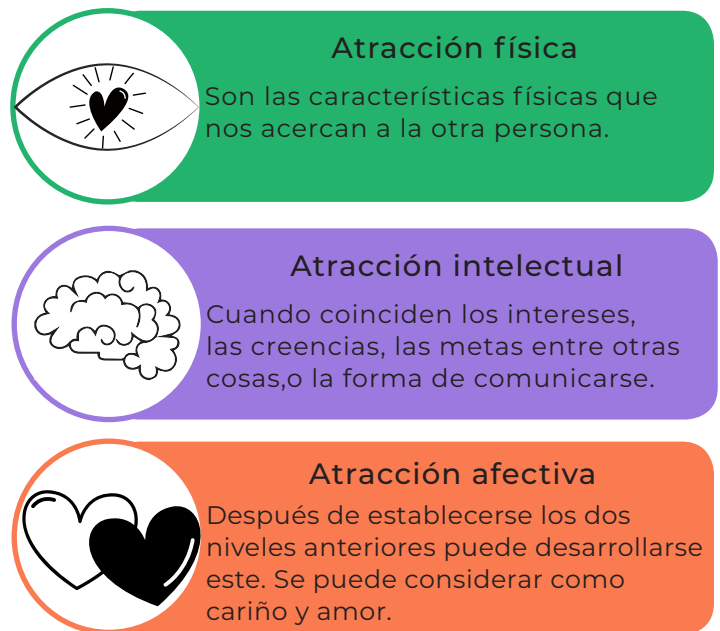 Atracción física
Son las características físicas que
nos acercan a la otra persona.
Atracción intelectual
Cuando coinciden los intereses,
las creencias, las metas entre otras
cosas,o la forma de comunicarse.
Atracción afectiva
Después de establecerse los dos
niveles anteriores puede desarrollarse
este. Se puede considerar como
cariño y amor.